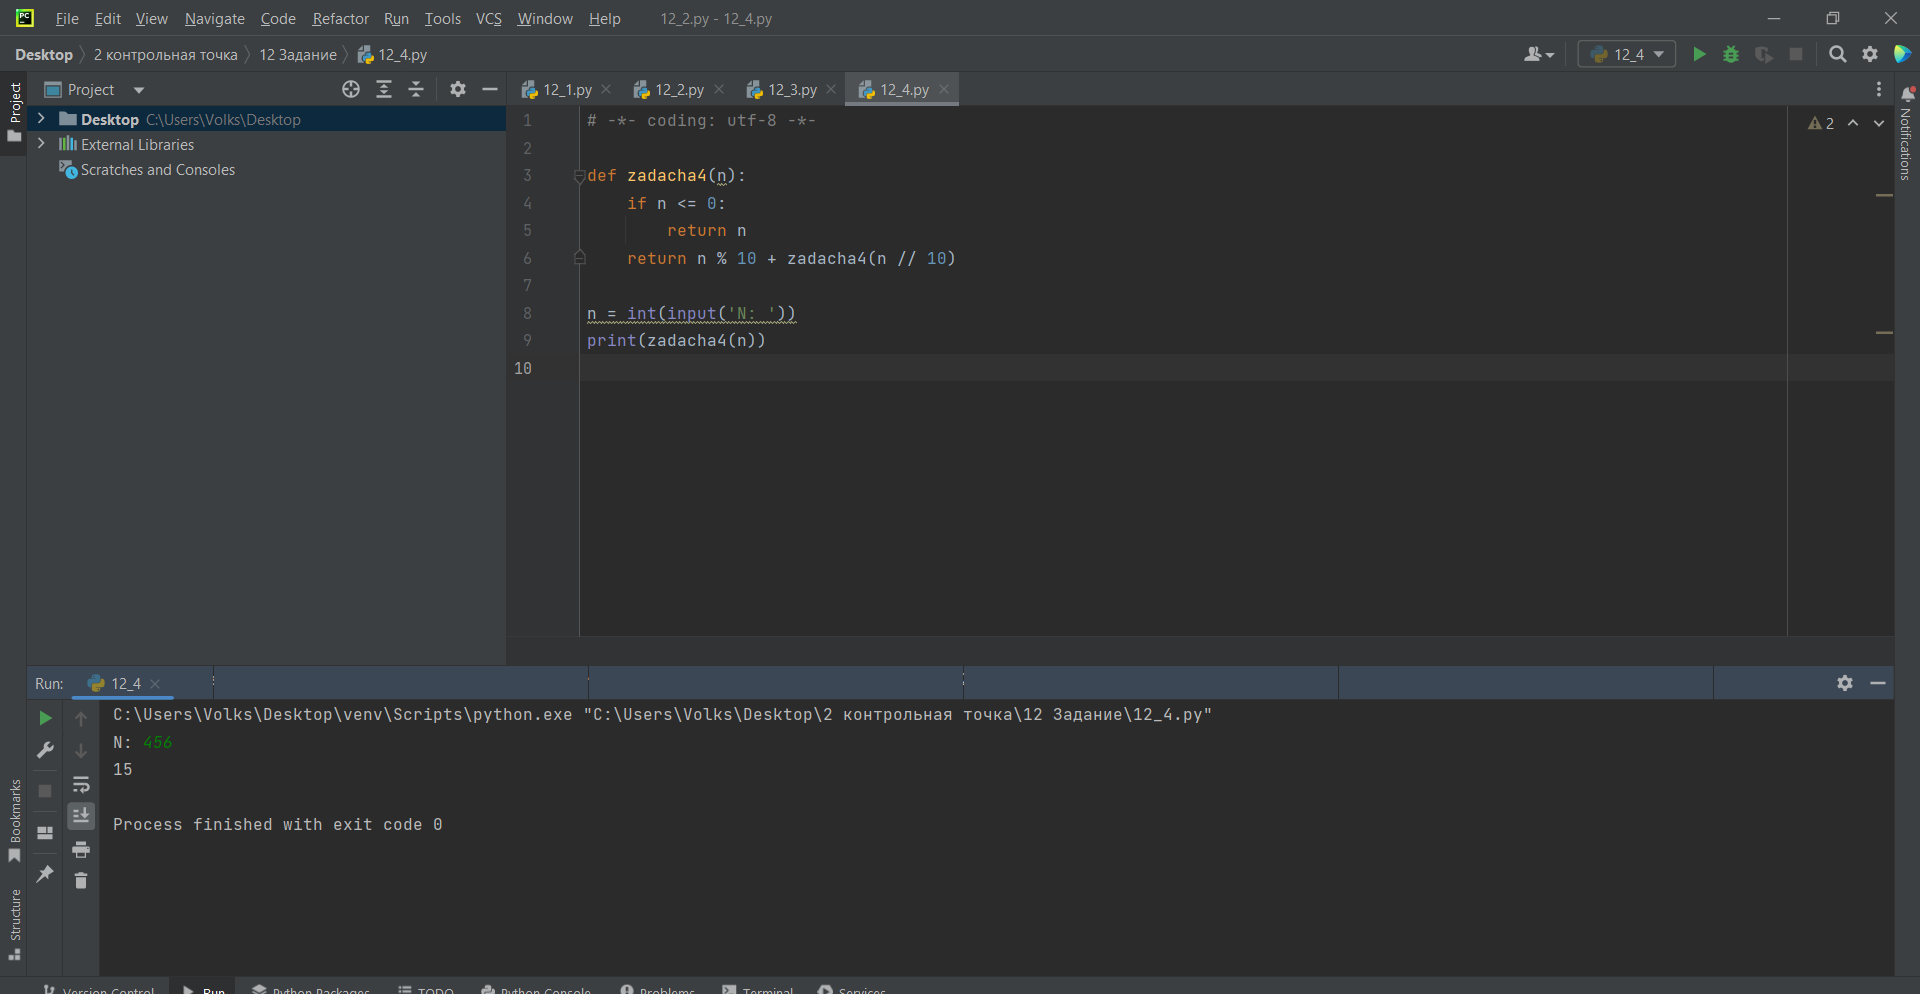 File Edit View Navigate Code Refactor Run Tools VCS Window Help 12_2.py - 12_4.py
Desktop 2 контрольная точка 12 Задание 12_4.py 12_4
Project 12_1.py 12_2.py 12_3.py 12_4.py
Project
Desktop C:\Users\Volks\Desktop
External Libraries
Scratches and Consoles
1 # -*- coding: utf-8 -*-
2
3 def zadacha4(n):
4 if n <= 0:
5 return n
6 return n % 10 + zadacha4(n // 10)
7
8 n = int(input('N: '))
9 print(zadacha4(n))
10
2
Notifications
Run: 12_4
C:\Users\Volks\Desktop\venv\Scripts\python.exe "C:\Users\Volks\Desktop\2 контрольная точка\12 Задание\12_4.py"
N: 456
15
Process finished with exit code 0
Bookmarks
Structure
Version Control Run Python Packages TODO Python Console Problems Terminal Services